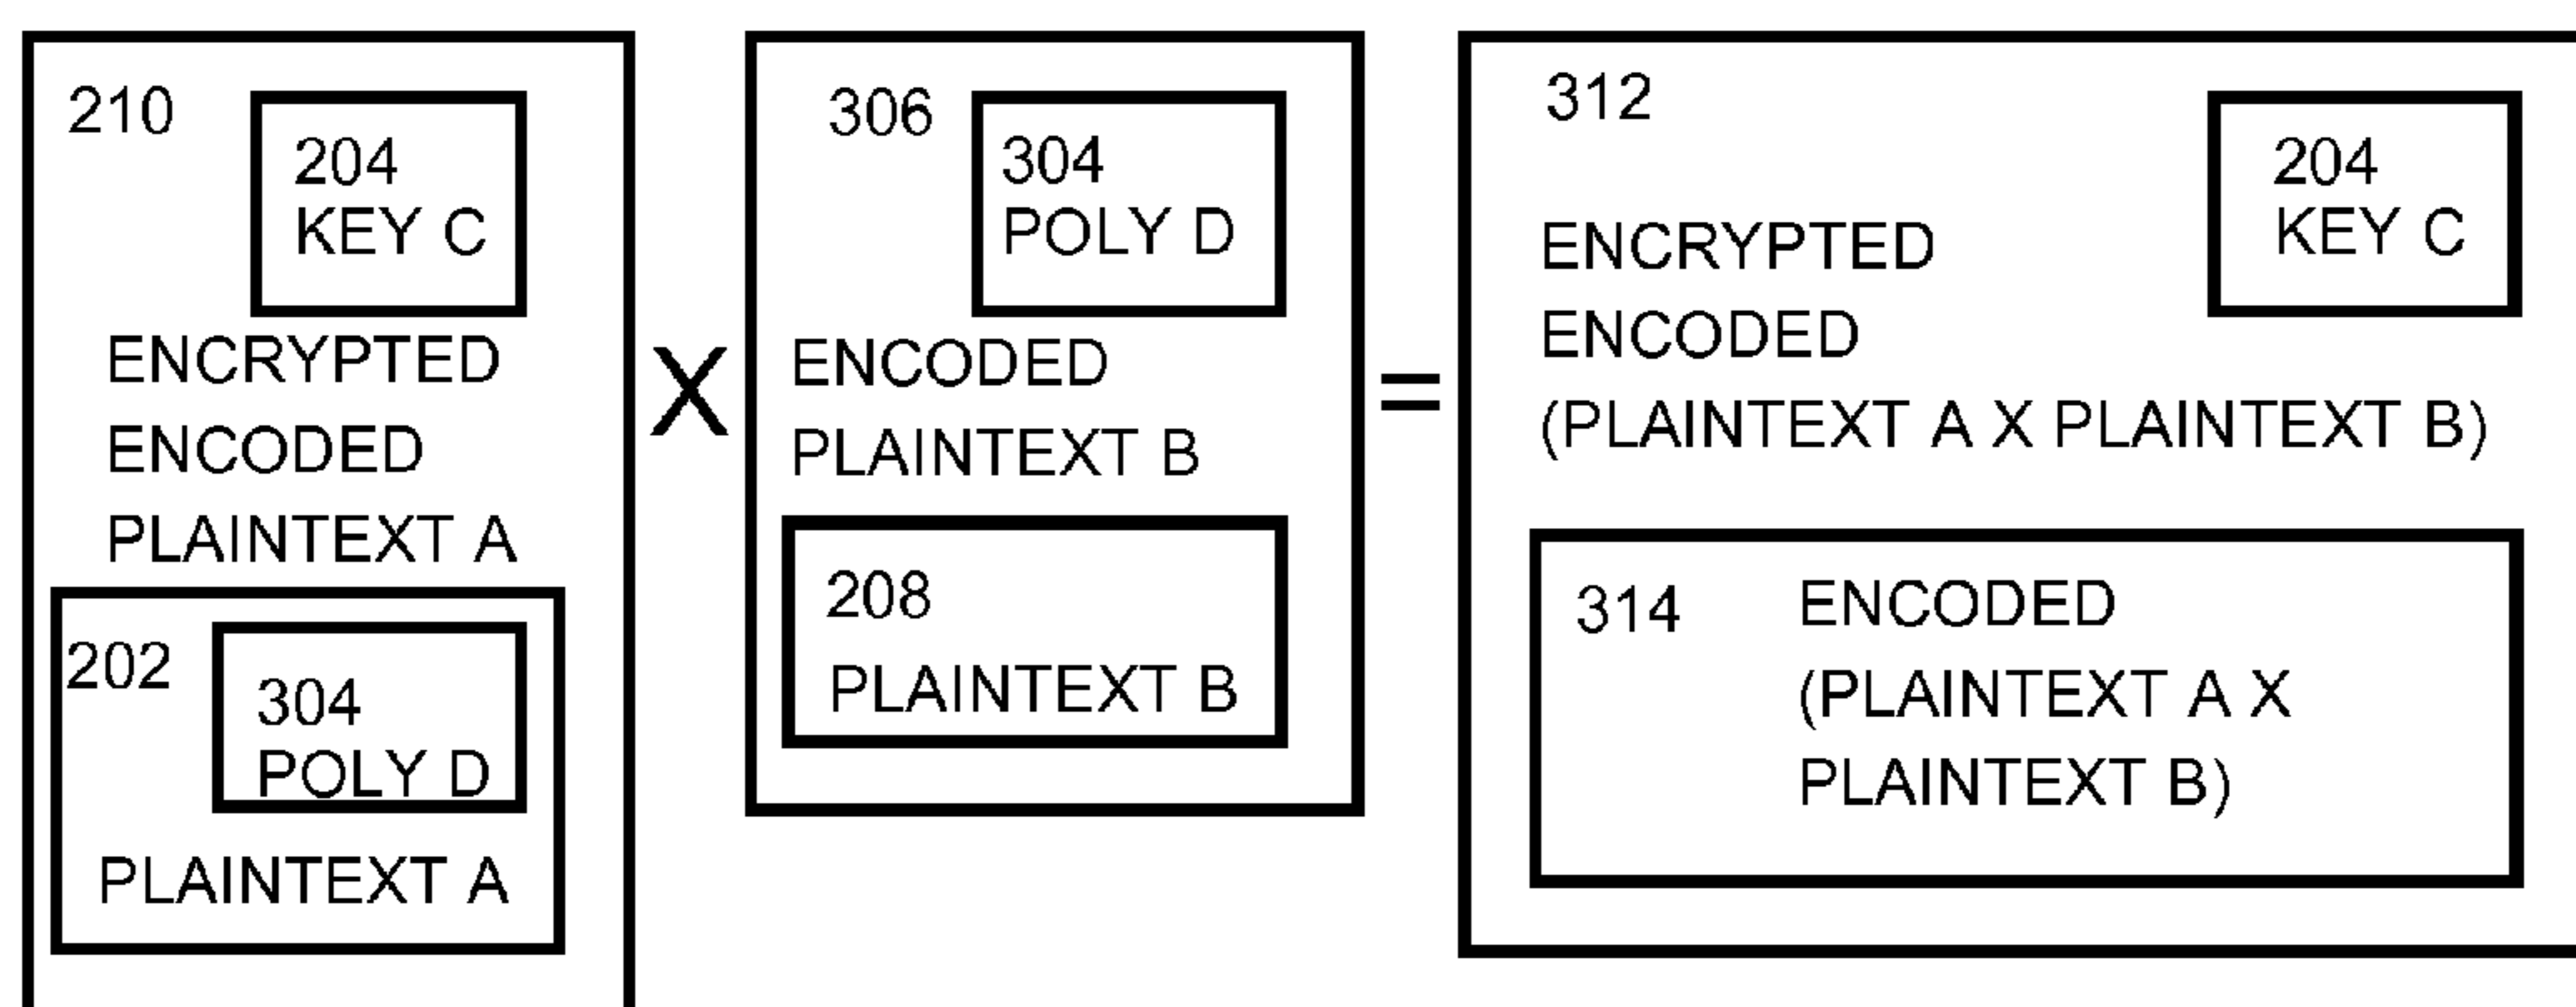 210
204
KEY C
ENCRYPTED
ENCODED
PLAINTEXT A
202
304
POLY D
PLAINTEXT A
X
306
304
POLY D
ENCODED
PLAINTEXT B
208
PLAINTEXT B
=
312
204
KEY C
ENCRYPTED
ENCODED
(PLAINTEXT A X PLAINTEXT B)
314
ENCODED
(PLAINTEXT A X
PLAINTEXT B)